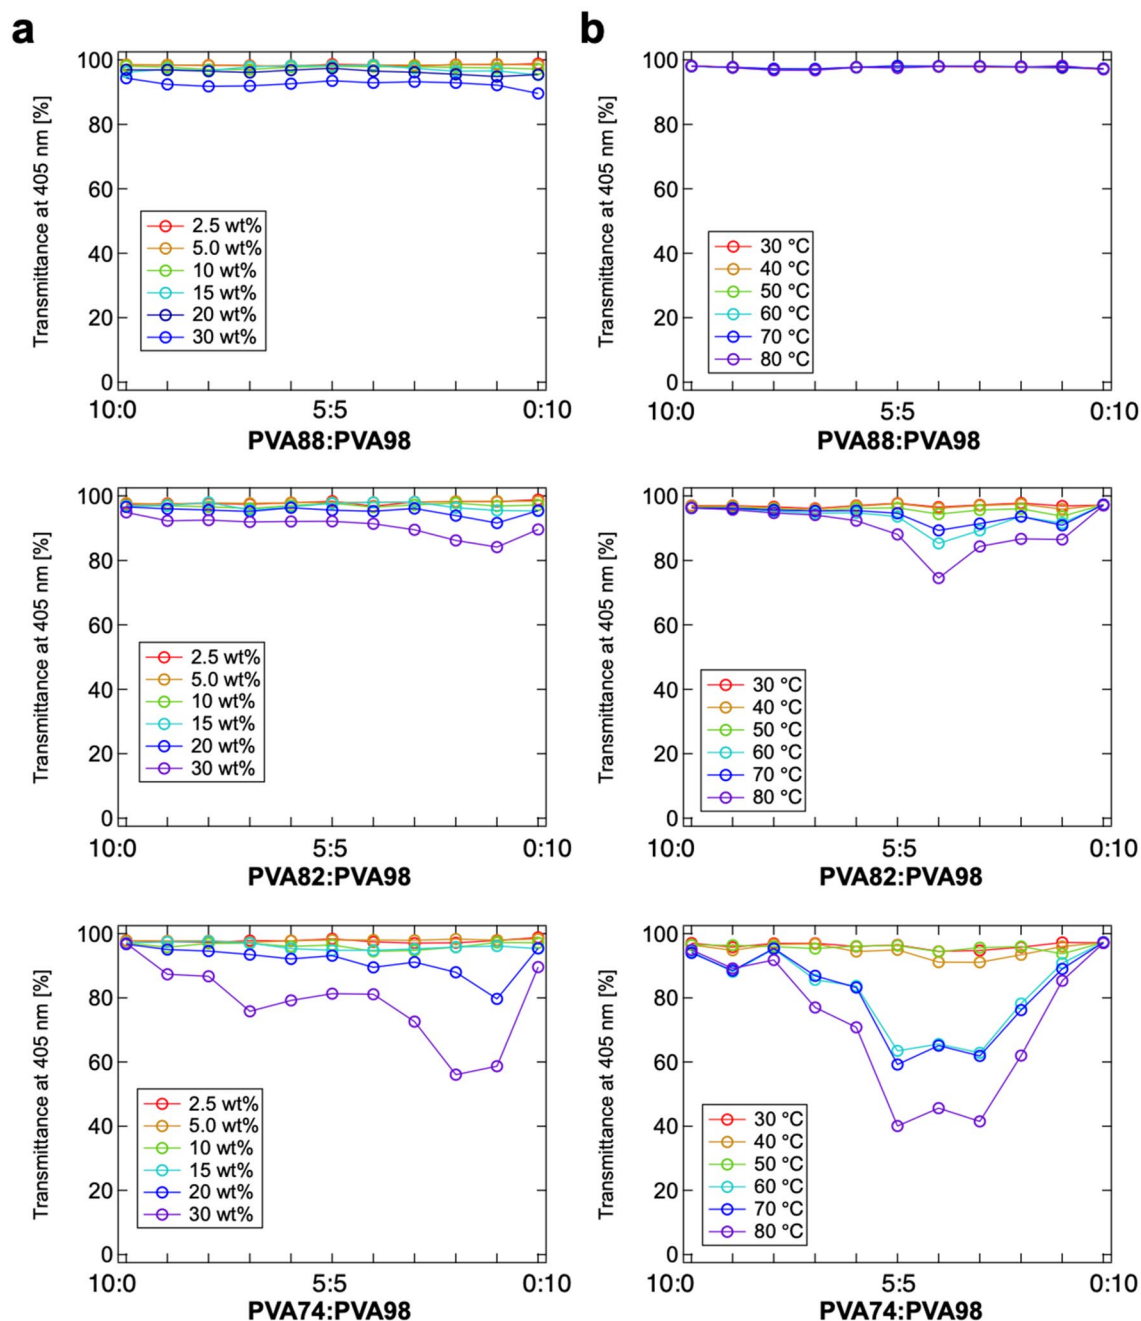 a
b
Transmittance at 405 nm [%]
100
80
60
40
20
0
2.5 wt%
5.0 wt%
10 wt%
15 wt%
20 wt%
30 wt%
10:0
5:5
0:10
PVA88:PVA98
Transmittance at 405 nm [%]
100
80
60
40
20
0
30 °C
40 °C
50 °C
60 °C
70 °C
80 °C
10:0
5:5
0:10
PVA88:PVA98
Transmittance at 405 nm [%]
100
80
60
40
20
0
2.5 wt%
5.0 wt%
10 wt%
15 wt%
20 wt%
30 wt%
10:0
5:5
0:10
PVA82:PVA98
Transmittance at 405 nm [%]
100
80
60
40
20
0
30 °C
40 °C
50 °C
60 °C
70 °C
80 °C
10:0
5:5
0:10
PVA82:PVA98
Transmittance at 405 nm [%]
100
80
60
40
20
0
2.5 wt%
5.0 wt%
10 wt%
15 wt%
20 wt%
30 wt%
10:0
5:5
0:10
PVA74:PVA98
Transmittance at 405 nm [%]
100
80
60
40
20
0
30 °C
40 °C
50 °C
60 °C
70 °C
80 °C
10:0
5:5
0:10
PVA74:PVA98